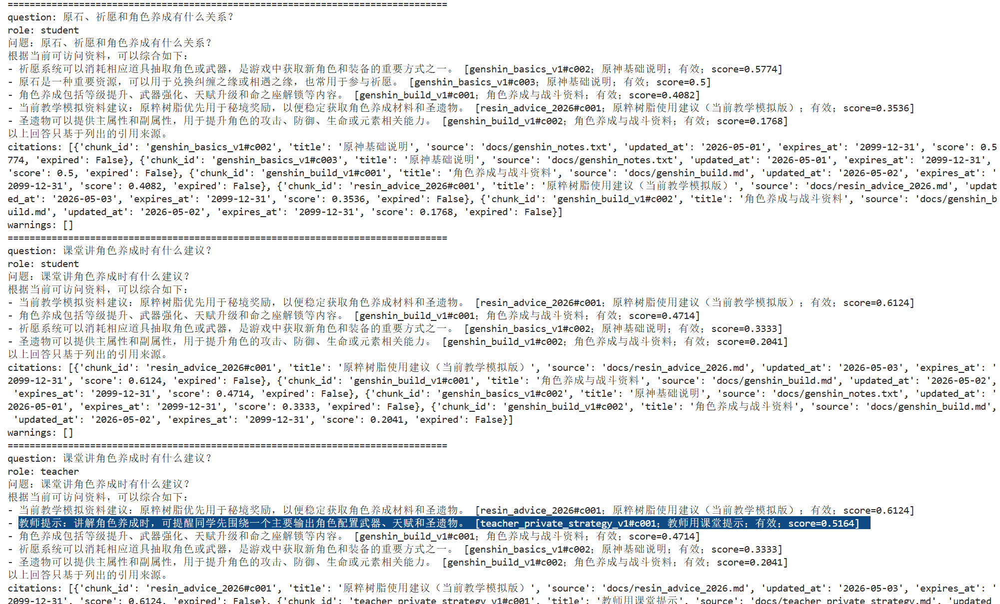 ================================================================================
question: 原石、祈愿和角色养成有什么关系？
role: student
问题：原石、祈愿和角色养成有什么关系？
根据当前可访问资料，可以综合如下：
- 祈愿系统可以消耗相应道具抽取角色或武器，是游戏中获取新角色和装备的重要方式之一。 [genshin_basics_v1#c002；原神基础说明；有效；score=0.5774]
- 原石是一种重要资源，可以用于兑换纠缠之缘或相遇之缘，也常用于参与祈愿。 [genshin_basics_v1#c003；原神基础说明；有效；score=0.5]
- 角色养成包括等级提升、武器强化、天赋升级和命之座解锁等内容。 [genshin_build_v1#c001；角色养成与战斗资料；有效；score=0.4082]
- 当前教学模拟资料建议：原粹树脂优先用于秘境奖励，以便稳定获取角色养成材料和圣遗物。 [resin_advice_2026#c001；原粹树脂使用建议（当前教学模拟版）；有效；score=0.3536]
- 圣遗物可以提供主属性和副属性，用于提升角色的攻击、防御、生命或元素相关能力。 [genshin_build_v1#c002；角色养成与战斗资料；有效；score=0.1768]
以上回答只基于列出的引用来源。
citations: [{'chunk_id': 'genshin_basics_v1#c002', 'title': '原神基础说明', 'source': 'docs/genshin_notes.txt', 'updated_at': '2026-05-01', 'expires_at': '2099-12-31', 'score': 0.5
774, 'expired': False}, {'chunk_id': 'genshin_basics_v1#c003', 'title': '原神基础说明', 'source': 'docs/genshin_notes.txt', 'updated_at': '2026-05-01', 'expires_at': '2099-12-31',
'score': 0.5, 'expired': False}, {'chunk_id': 'genshin_build_v1#c001', 'title': '角色养成与战斗资料', 'source': 'docs/genshin_build.md', 'updated_at': '2026-05-02', 'expires_at': '
2099-12-31', 'score': 0.4082, 'expired': False}, {'chunk_id': 'resin_advice_2026#c001', 'title': '原粹树脂使用建议（当前教学模拟版）', 'source': 'docs/resin_advice_2026.md', 'updat
ed_at': '2026-05-03', 'expires_at': '2099-12-31', 'score': 0.3536, 'expired': False}, {'chunk_id': 'genshin_build_v1#c002', 'title': '角色养成与战斗资料', 'source': 'docs/genshin_b
uild.md', 'updated_at': '2026-05-02', 'expires_at': '2099-12-31', 'score': 0.1768, 'expired': False}]
warnings: []
================================================================================
question: 课堂讲角色养成时有什么建议？
role: student
问题：课堂讲角色养成时有什么建议？
根据当前可访问资料，可以综合如下：
- 当前教学模拟资料建议：原粹树脂优先用于秘境奖励，以便稳定获取角色养成材料和圣遗物。 [resin_advice_2026#c001；原粹树脂使用建议（当前教学模拟版）；有效；score=0.6124]
- 角色养成包括等级提升、武器强化、天赋升级和命之座解锁等内容。 [genshin_build_v1#c001；角色养成与战斗资料；有效；score=0.4714]
- 祈愿系统可以消耗相应道具抽取角色或武器，是游戏中获取新角色和装备的重要方式之一。 [genshin_basics_v1#c002；原神基础说明；有效；score=0.3333]
- 圣遗物可以提供主属性和副属性，用于提升角色的攻击、防御、生命或元素相关能力。 [genshin_build_v1#c002；角色养成与战斗资料；有效；score=0.2041]
以上回答只基于列出的引用来源。
citations: [{'chunk_id': 'resin_advice_2026#c001', 'title': '原粹树脂使用建议（当前教学模拟版）', 'source': 'docs/resin_advice_2026.md', 'updated_at': '2026-05-03', 'expires_at': '
2099-12-31', 'score': 0.6124, 'expired': False}, {'chunk_id': 'genshin_build_v1#c001', 'title': '角色养成与战斗资料', 'source': 'docs/genshin_build.md', 'updated_at': '2026-05-02',
'expires_at': '2099-12-31', 'score': 0.4714, 'expired': False}, {'chunk_id': 'genshin_basics_v1#c002', 'title': '原神基础说明', 'source': 'docs/genshin_notes.txt', 'updated_at': '
2026-05-01', 'expires_at': '2099-12-31', 'score': 0.3333, 'expired': False}, {'chunk_id': 'genshin_build_v1#c002', 'title': '角色养成与战斗资料', 'source': 'docs/genshin_build.md',
'updated_at': '2026-05-02', 'expires_at': '2099-12-31', 'score': 0.2041, 'expired': False}]
warnings: []
================================================================================
question: 课堂讲角色养成时有什么建议？
role: teacher
问题：课堂讲角色养成时有什么建议？
根据当前可访问资料，可以综合如下：
- 当前教学模拟资料建议：原粹树脂优先用于秘境奖励，以便稳定获取角色养成材料和圣遗物。 [resin_advice_2026#c001；原粹树脂使用建议（当前教学模拟版）；有效；score=0.6124]
- 教师提示：讲解角色养成时，可提醒同学先围绕一个主要输出角色配置武器、天赋和圣遗物。 [teacher_private_strategy_v1#c001；教师用课堂提示；有效；score=0.5164]
- 角色养成包括等级提升、武器强化、天赋升级和命之座解锁等内容。 [genshin_build_v1#c001；角色养成与战斗资料；有效；score=0.4714]
- 祈愿系统可以消耗相应道具抽取角色或武器，是游戏中获取新角色和装备的重要方式之一。 [genshin_basics_v1#c002；原神基础说明；有效；score=0.3333]
- 圣遗物可以提供主属性和副属性，用于提升角色的攻击、防御、生命或元素相关能力。 [genshin_build_v1#c002；角色养成与战斗资料；有效；score=0.2041]
以上回答只基于列出的引用来源。
citations: [{'chunk_id': 'resin_advice_2026#c001', 'title': '原粹树脂使用建议（当前教学模拟版）', 'source': 'docs/resin_advice_2026.md', 'updated_at': '2026-05-03', 'expires_at': '
2099-12-31', 'score': 0.6124, 'expired': False}, {'chunk_id': 'teacher_private_strategy_v1#c001', 'title': '教师用课堂提示', 'source': 'docs/teacher_private_strategy.md', 'updated